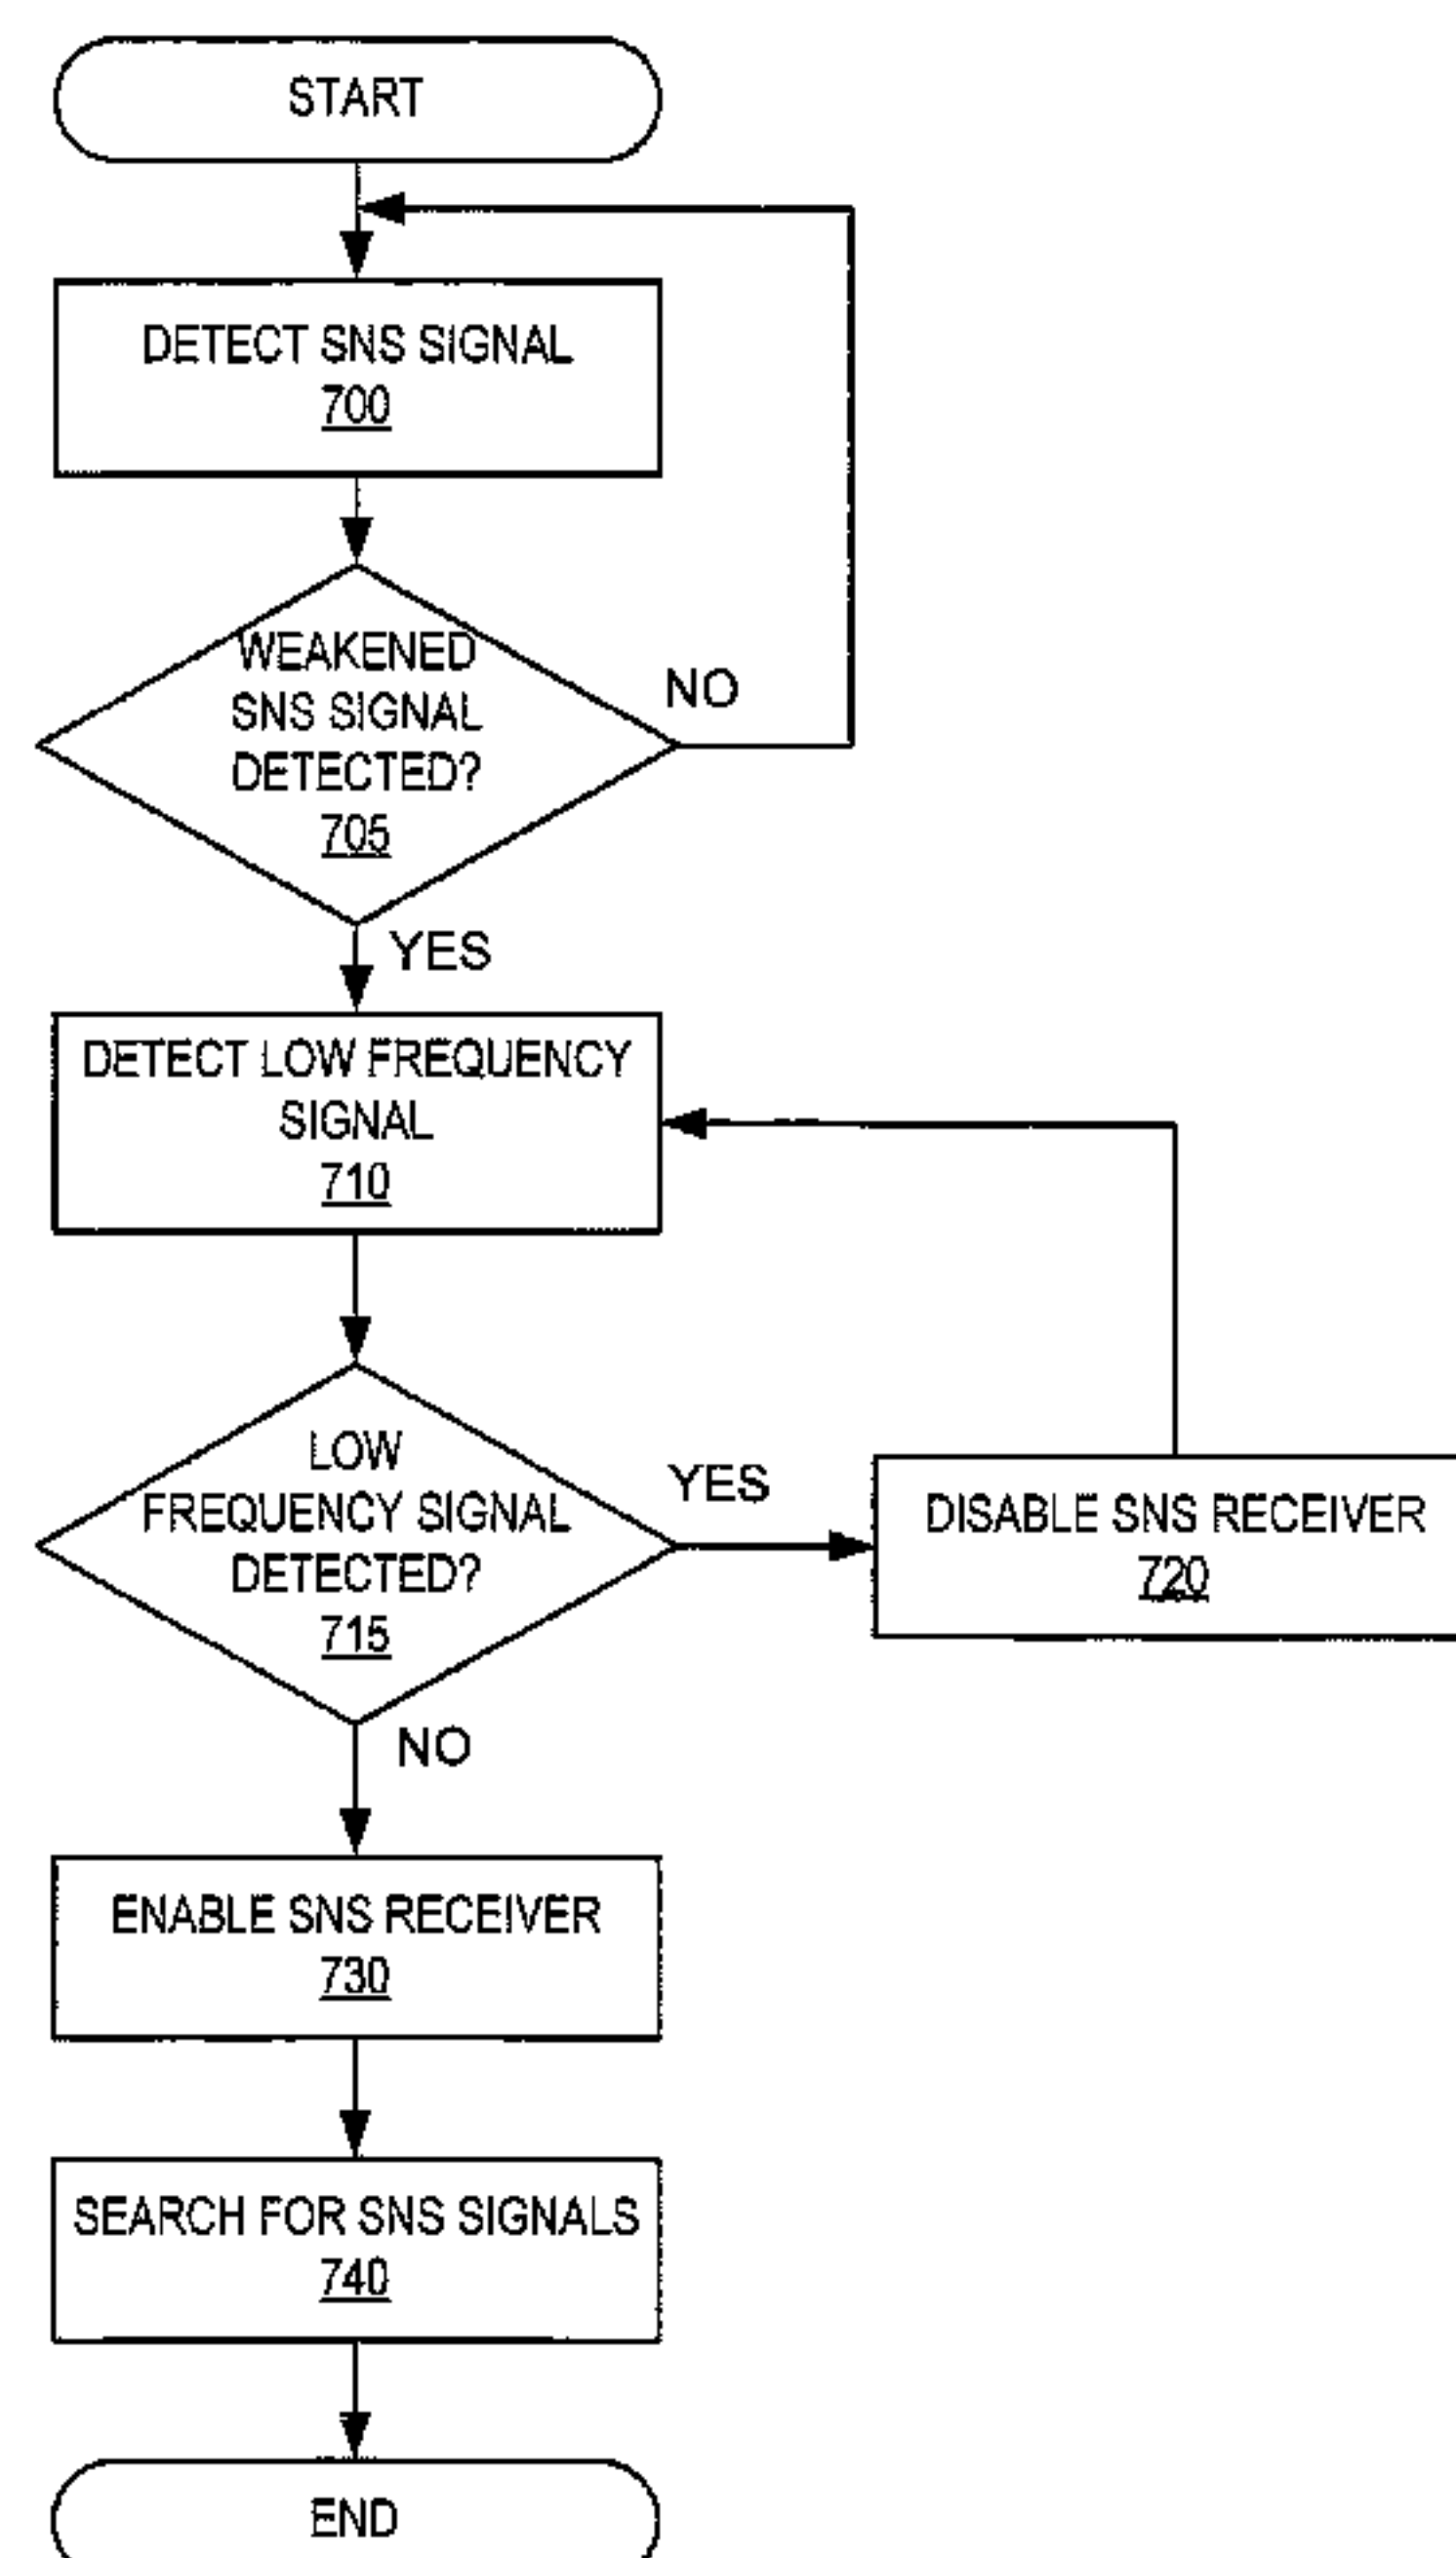 START
DETECT SNS SIGNAL
700
WEAKENED
SNS SIGNAL
DETECTED?
705
NO
YES
DETECT LOW FREQUENCY
SIGNAL
710
LOW
FREQUENCY SIGNAL
DETECTED?
715
YES
DISABLE SNS RECEIVER
720
NO
ENABLE SNS RECEIVER
730
SEARCH FOR SNS SIGNALS
740
END